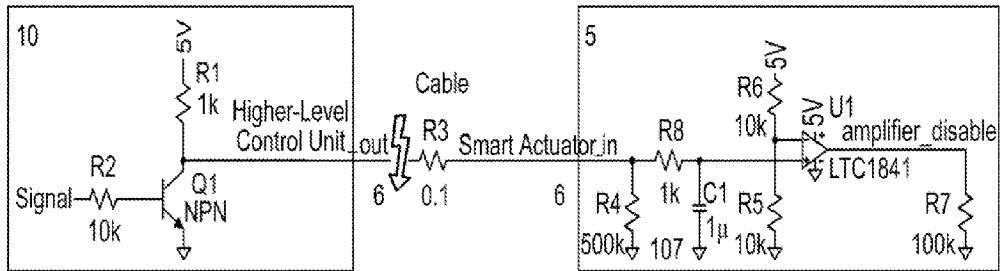 10
5V
R1
1k
Higher-Level
Control Unit_out
R2
10k
Signal
Q1
NPN
Cable
R3
0.1
6
Smart Actuator_in
6
5
R8
1k
R4
500k
C1
1µ
107
5V
R6
10k
R5
10k
5V
U1
LTC1841
amplifier_disable
R7
100k